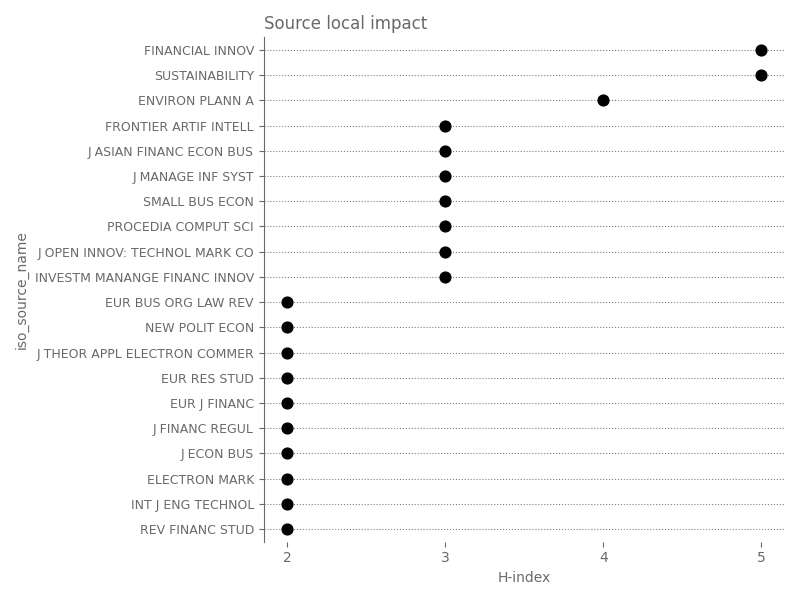 Source local impact
FINANCIAL INNOV
SUSTAINABILITY
ENVIRON PLANN A
FRONTIER ARTIF INTELL
J ASIAN FINANC ECON BUS
J MANAGE INF SYST
SMALL BUS ECON
PROCEDIA COMPUT SCI
J OPEN INNOV: TECHNOL MARK CO
INVESTM MANANGE FINANC INNOV
EUR BUS ORG LAW REV
NEW POLIT ECON
J THEOR APPL ELECTRON COMMER
EUR RES STUD
EUR J FINANC
J FINANC REGUL
J ECON BUS
ELECTRON MARK
INT J ENG TECHNOL
REV FINANC STUD
iso_source_name
2 3 4 5
H-index